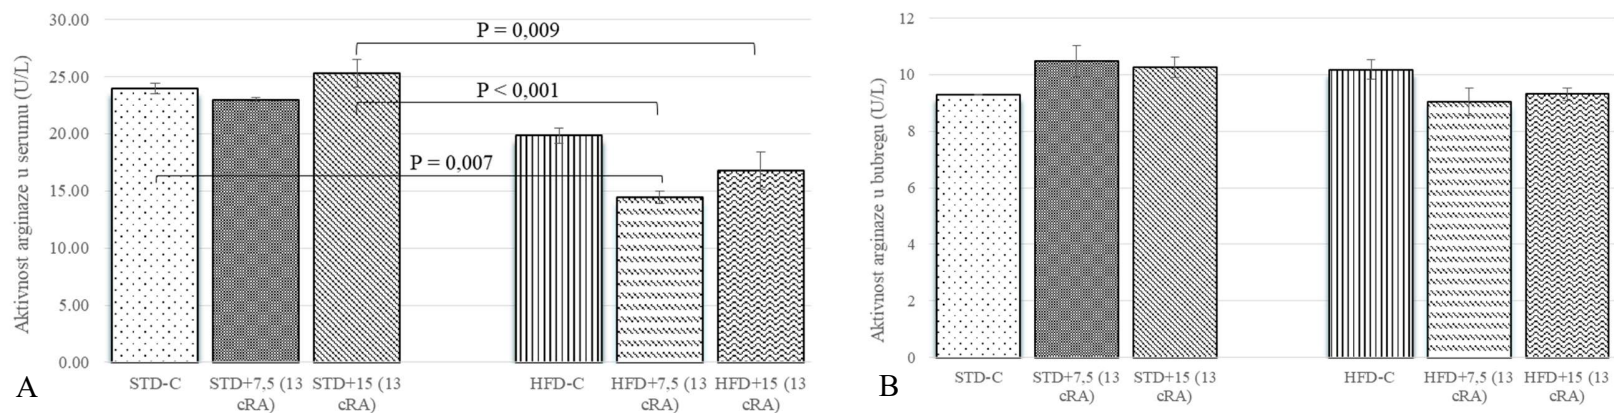 Aktivnost arginaze u serumu (U/L)
30.00
25.00
20.00
15.00
10.00
5.00
0.00
P = 0,009
P < 0,001
P = 0,007
STD-C
STD+7,5 (13
cRA)
STD+15 (13
cRA)
HFD-C
HFD+7,5 (13
cRA)
HFD+15 (13
cRA)
A
Aktivnost arginaze u bubregu (U/L)
12
10
8
6
4
2
0
STD-C
STD+7,5 (13
cRA)
STD+15 (13
cRA)
HFD-C
HFD+7,5 (13
cRA)
HFD+15 (13
cRA)
B